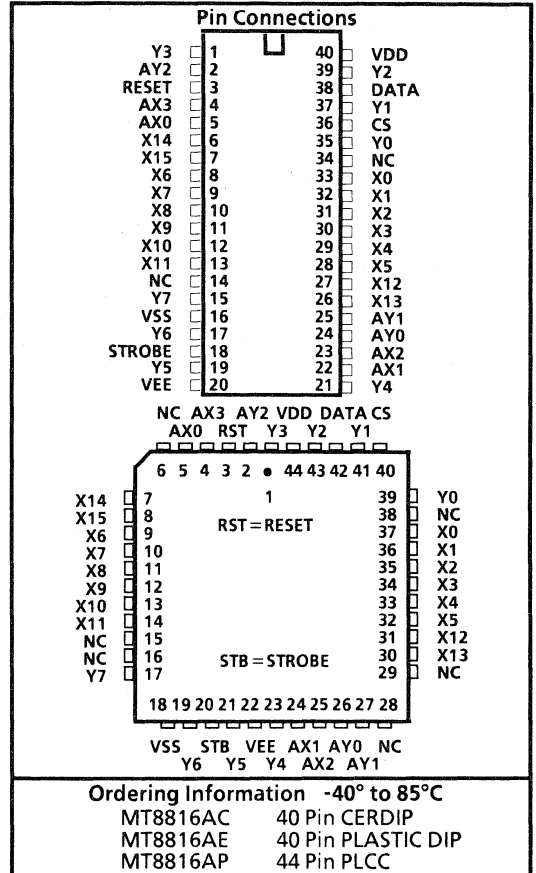 Pin Connections
Y3 1 40 VDD
AY2 2 39 Y2
RESET 3 38 DATA
AX3 4 37 Y1
AX0 5 36 CS
X14 6 35 Y0
X15 7 34 NC
X6 8 33 X0
X7 9 32 X1
X8 10 31 X2
X9 11 30 X3
X10 12 29 X4
X11 13 28 X5
NC 14 27 X12
Y7 15 26 X13
VSS 16 25 AY1
Y6 17 24 AY0
STROBE 18 23 AX2
Y5 19 22 AX1
VEE 20 21 Y4
NC AX3 AY2 VDD DATA CS
AX0 RST Y3 Y2 Y1
6 5 4 3 2 • 44 43 42 41 40
1
X14 7 39 Y0
X15 8 38 NC
X6 9 37 X0
RST=RESET
X7 10 36 X1
X8 11 35 X2
X9 12 34 X3
X10 13 33 X4
X11 14 32 X5
NC 15 31 X12
NC 16 30 X13
STB=STROBE
Y7 17 29 NC
18 19 20 21 22 23 24 25 26 27 28
VSS STB VEE AX1 AY0 NC
Y6 Y5 Y4 AX2 AY1
Ordering Information -40° to 85°C
MT8816AC 40 Pin CERDIP
MT8816AE 40 Pin PLASTIC DIP
MT8816AP 44 Pin PLCC